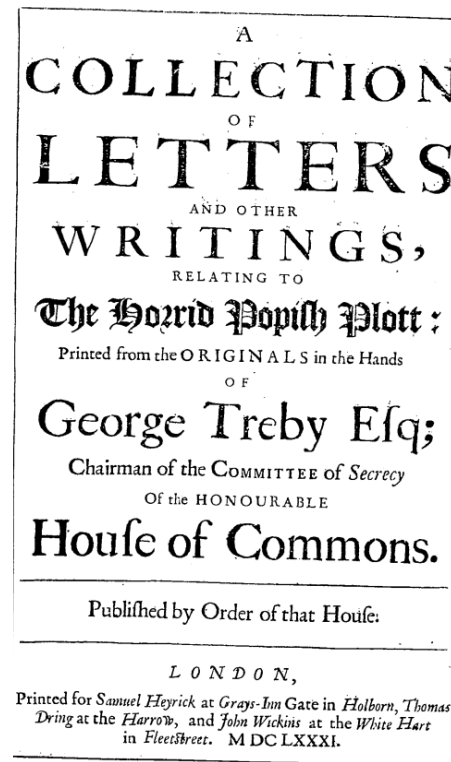 A
COLLECTION
OF
LETTERS
AND OTHER
WRITINGS,
RELATING TO
The Horrid Popiſh Plott:
Printed from the ORIGINALS in the Hands
OF
George Treby Eſq;
Chairman of the COMMITTEE of Secrecy
Of the HONOURABLE
Houſe of Commons.
Publiſhed by Order of that Houſe.
LONDON,
Printed for Samuel Heyrick at Grays-Inn Gate in Holborn, Thomas
Dring at the Harrow, and John Wickins at the White Hart
in Fleetſtreet. M DC LXXXI.